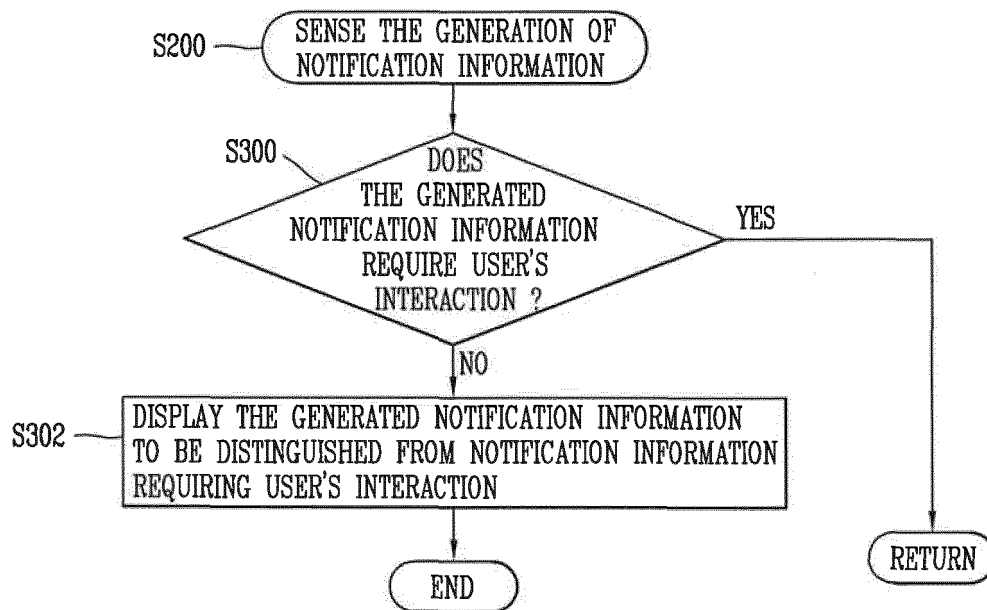 S200
SENSE THE GENERATION OF
NOTIFICATION INFORMATION
S300
DOES
THE GENERATED
NOTIFICATION INFORMATION
REQUIRE USER'S
INTERACTION ?
YES
NO
S302
DISPLAY THE GENERATED NOTIFICATION INFORMATION
TO BE DISTINGUISHED FROM NOTIFICATION INFORMATION
REQUIRING USER'S INTERACTION
RETURN
END